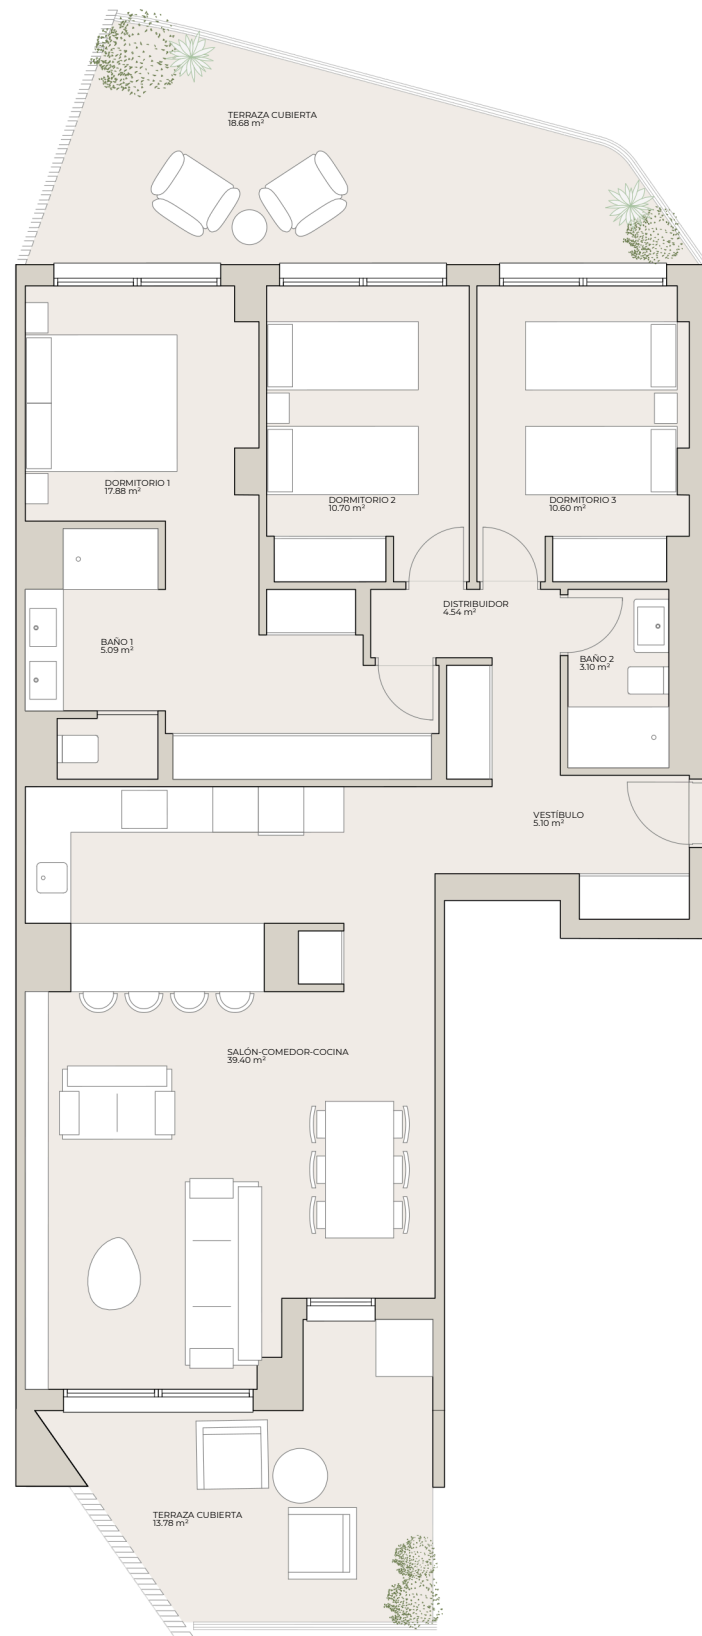 TERRAZA CUBIERTA
18.68 m²
DORMITORIO 1
17.88 m²
DORMITORIO 2
10.70 m²
DORMITORIO 3
10.60 m²
DISTRIBUIDOR
4.54 m²
BAÑO 1
5.09 m²
BAÑO 2
3.10 m²
VESTÍBULO
5.10 m²
SALÓN-COMEDOR-COCINA
39.40 m²
TERRAZA CUBIERTA
13.78 m²